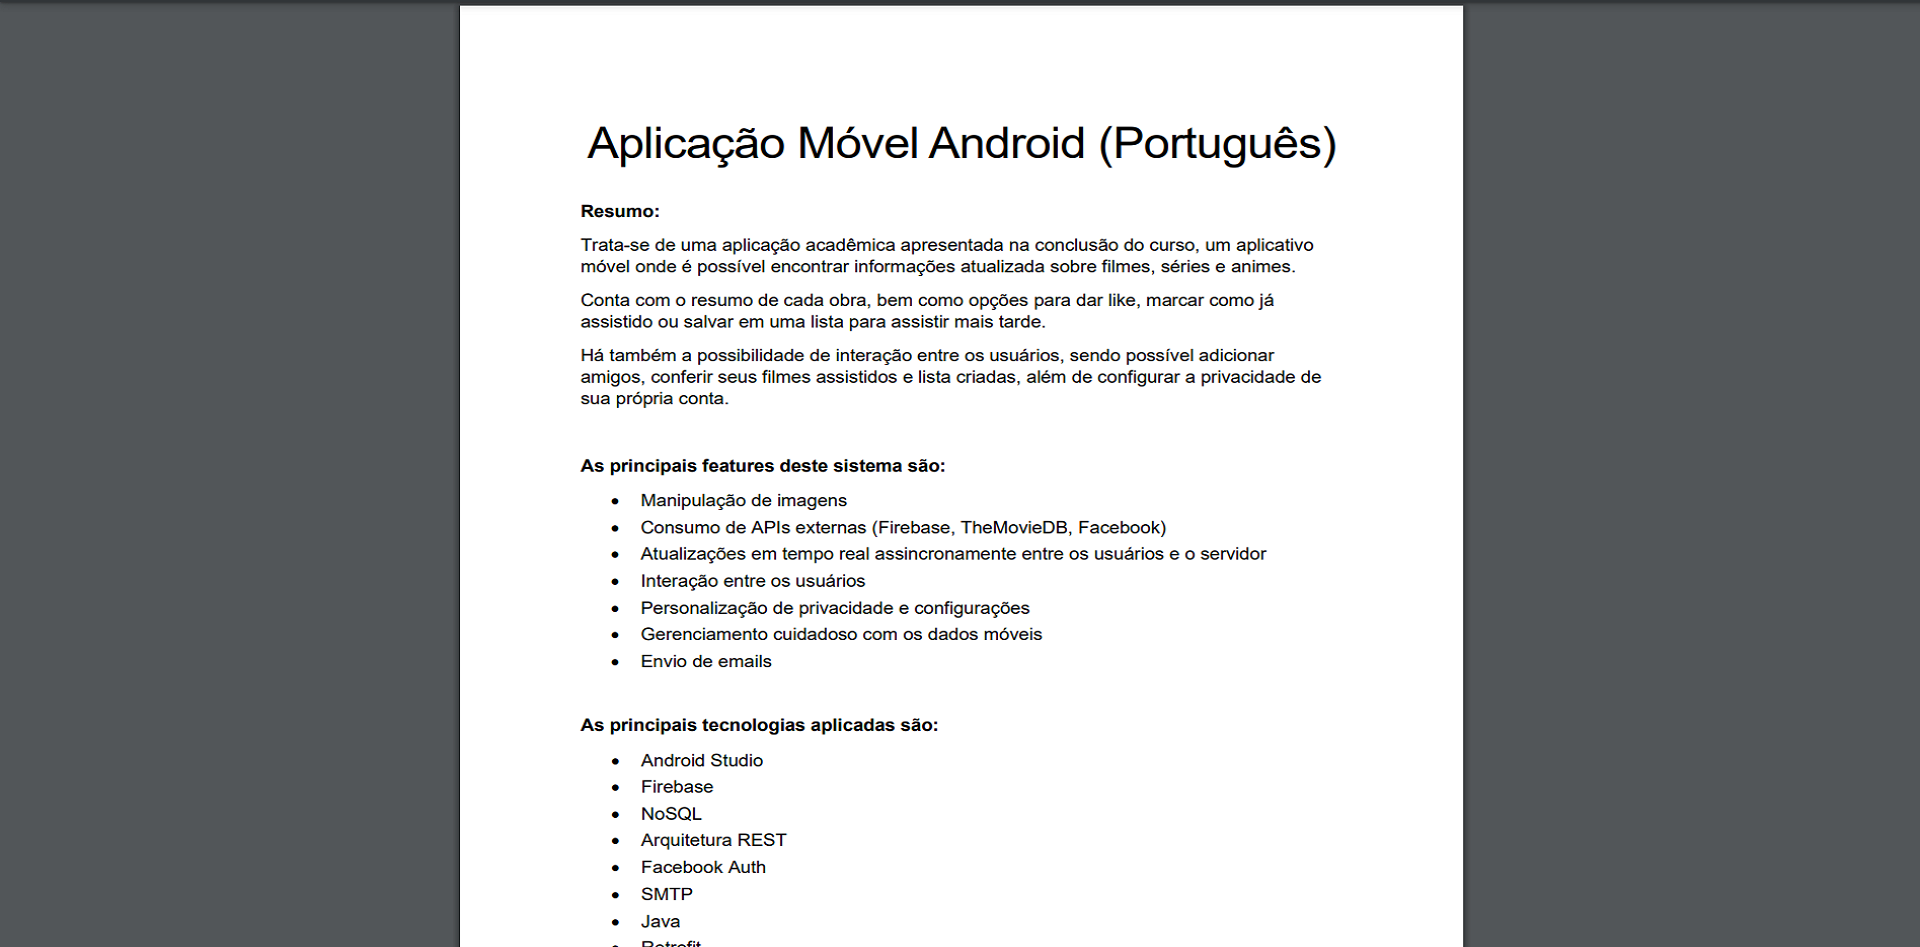 Aplicação Móvel Android (Português)
Resumo:
Trata-se de uma aplicação acadêmica apresentada na conclusão do curso, um aplicativo
móvel onde é possível encontrar informações atualizada sobre filmes, séries e animes.
Conta com o resumo de cada obra, bem como opções para dar like, marcar como já
assistido ou salvar em uma lista para assistir mais tarde.
Há também a possibilidade de interação entre os usuários, sendo possível adicionar
amigos, conferir seus filmes assistidos e lista criadas, além de configurar a privacidade de
sua própria conta.
As principais features deste sistema são:
• Manipulação de imagens
• Consumo de APIs externas (Firebase, TheMovieDB, Facebook)
• Atualizações em tempo real assincronamente entre os usuários e o servidor
• Interação entre os usuários
• Personalização de privacidade e configurações
• Gerenciamento cuidadoso com os dados móveis
• Envio de emails
As principais tecnologias aplicadas são:
• Android Studio
• Firebase
• NoSQL
• Arquitetura REST
• Facebook Auth
• SMTP
• Java
• Retrofit